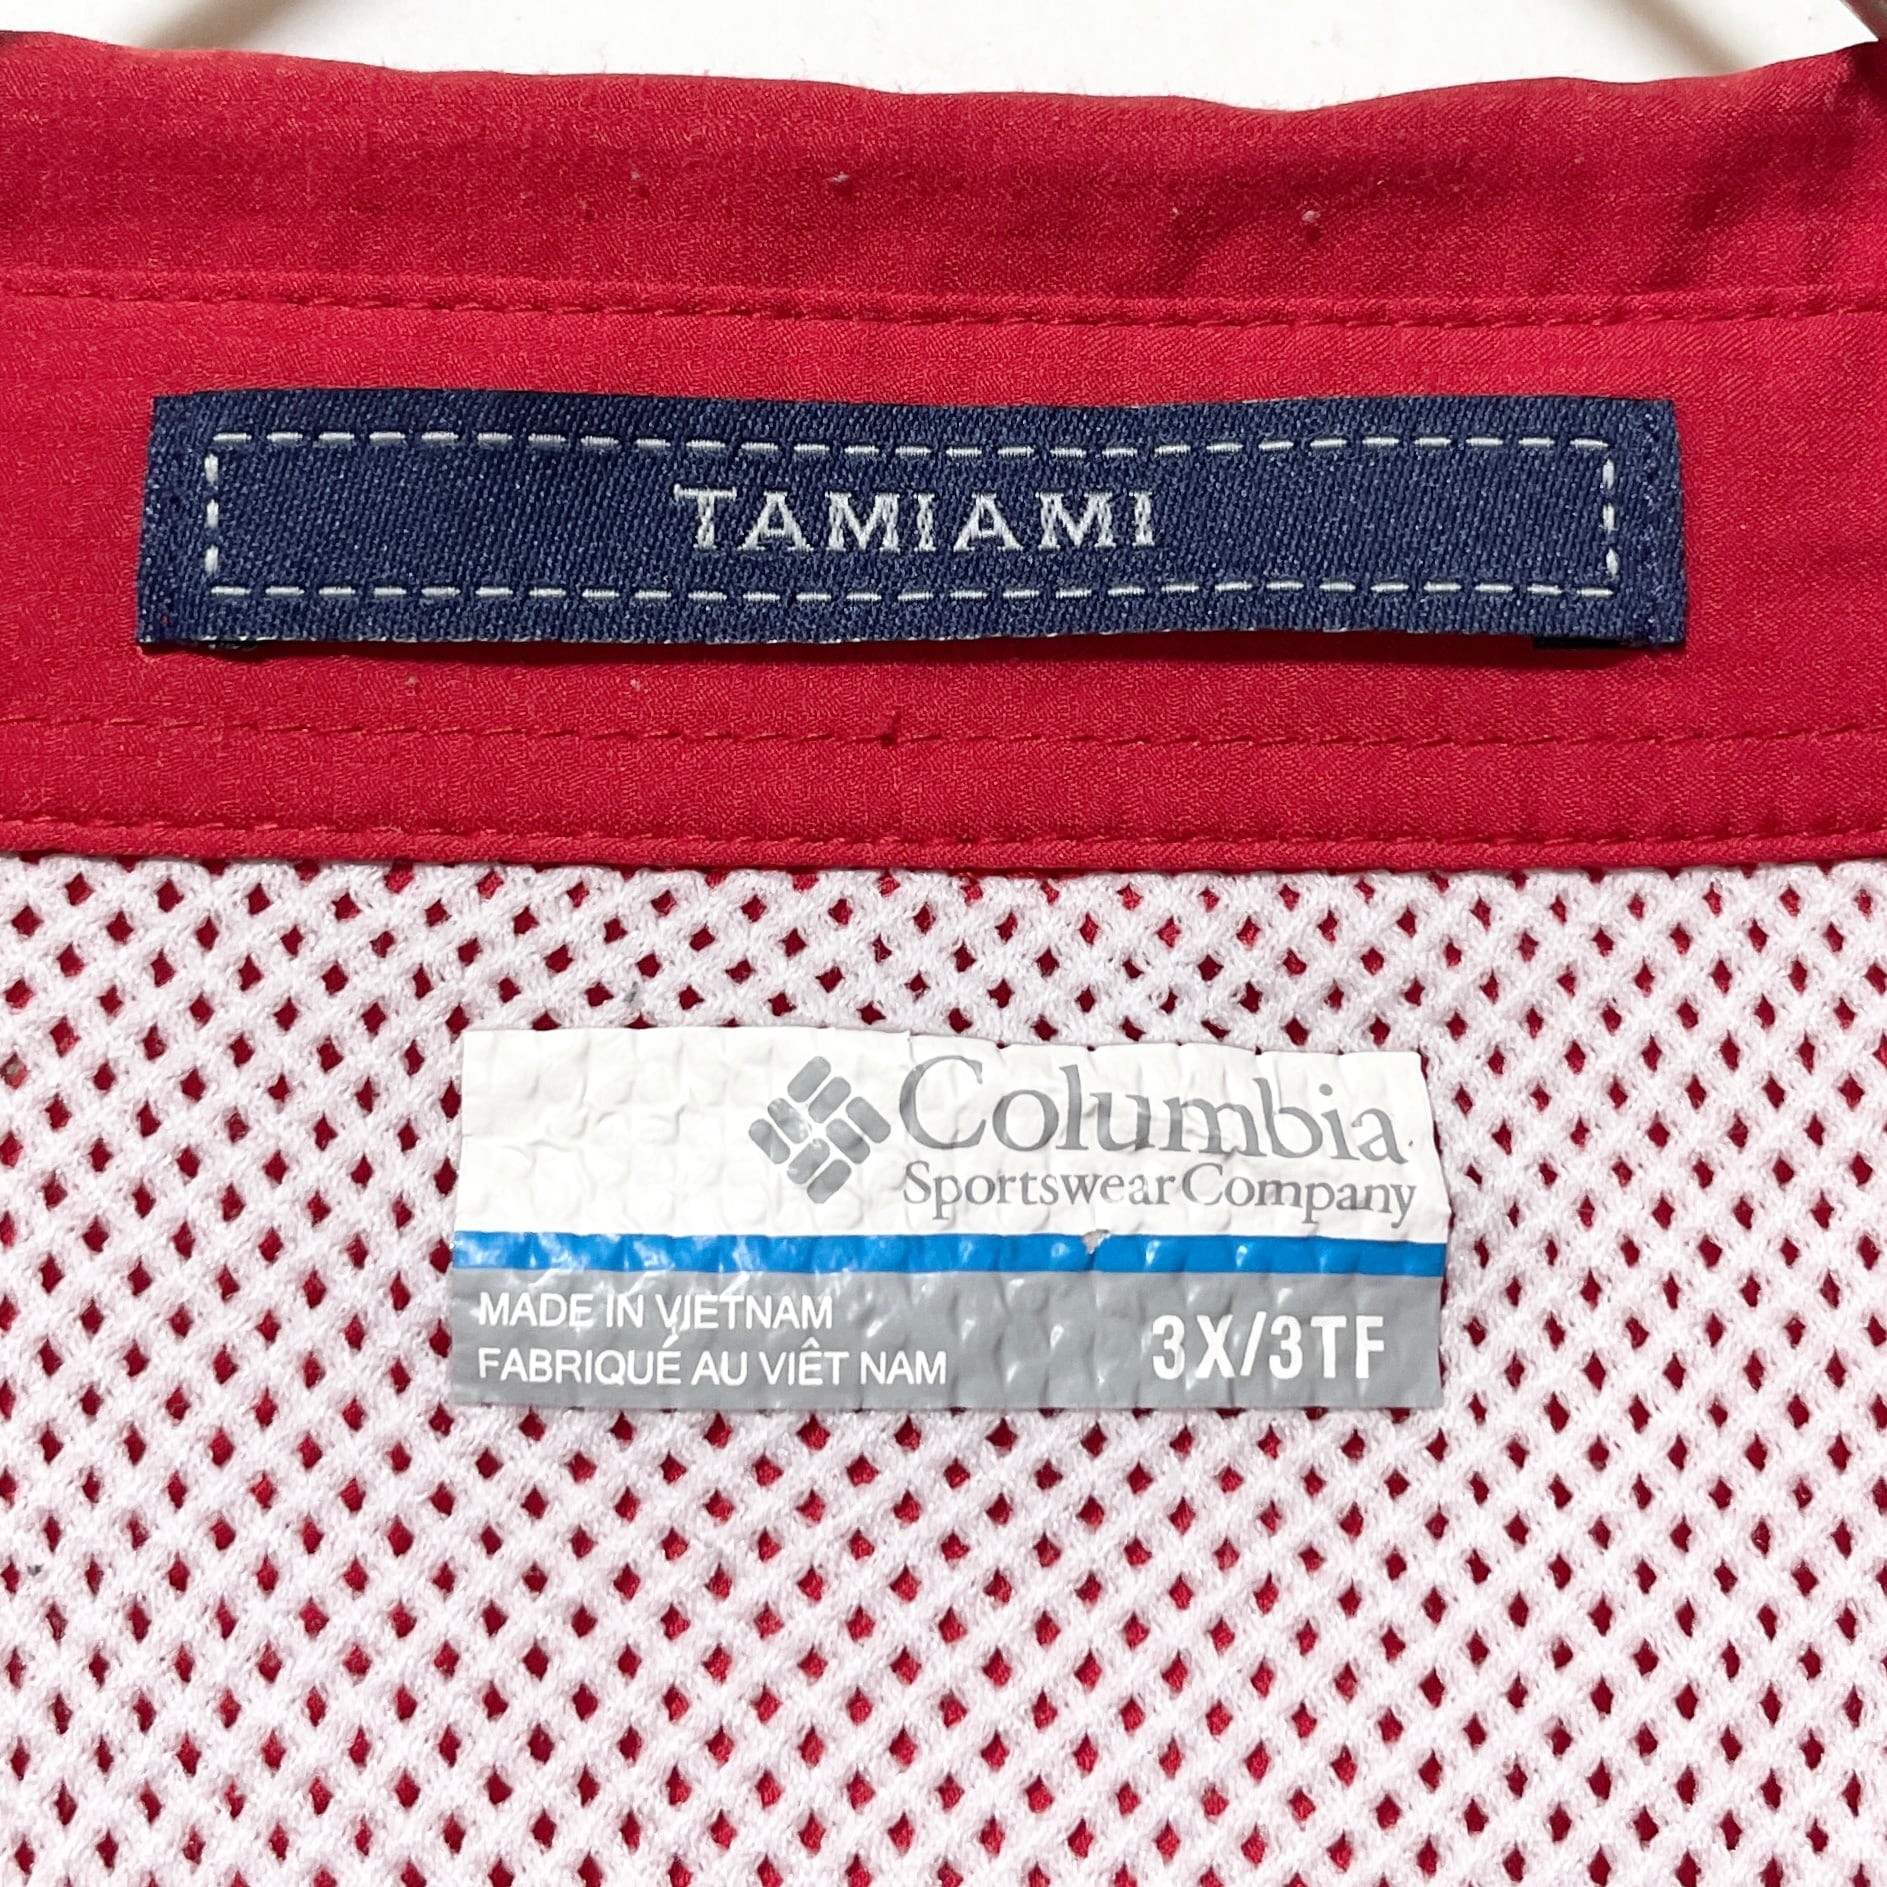 TAMIAMI
Columbia
Sportswear Company
MADE IN VIETNAM
FABRIQUÉ AU VIÊT NAM
3X/3TF